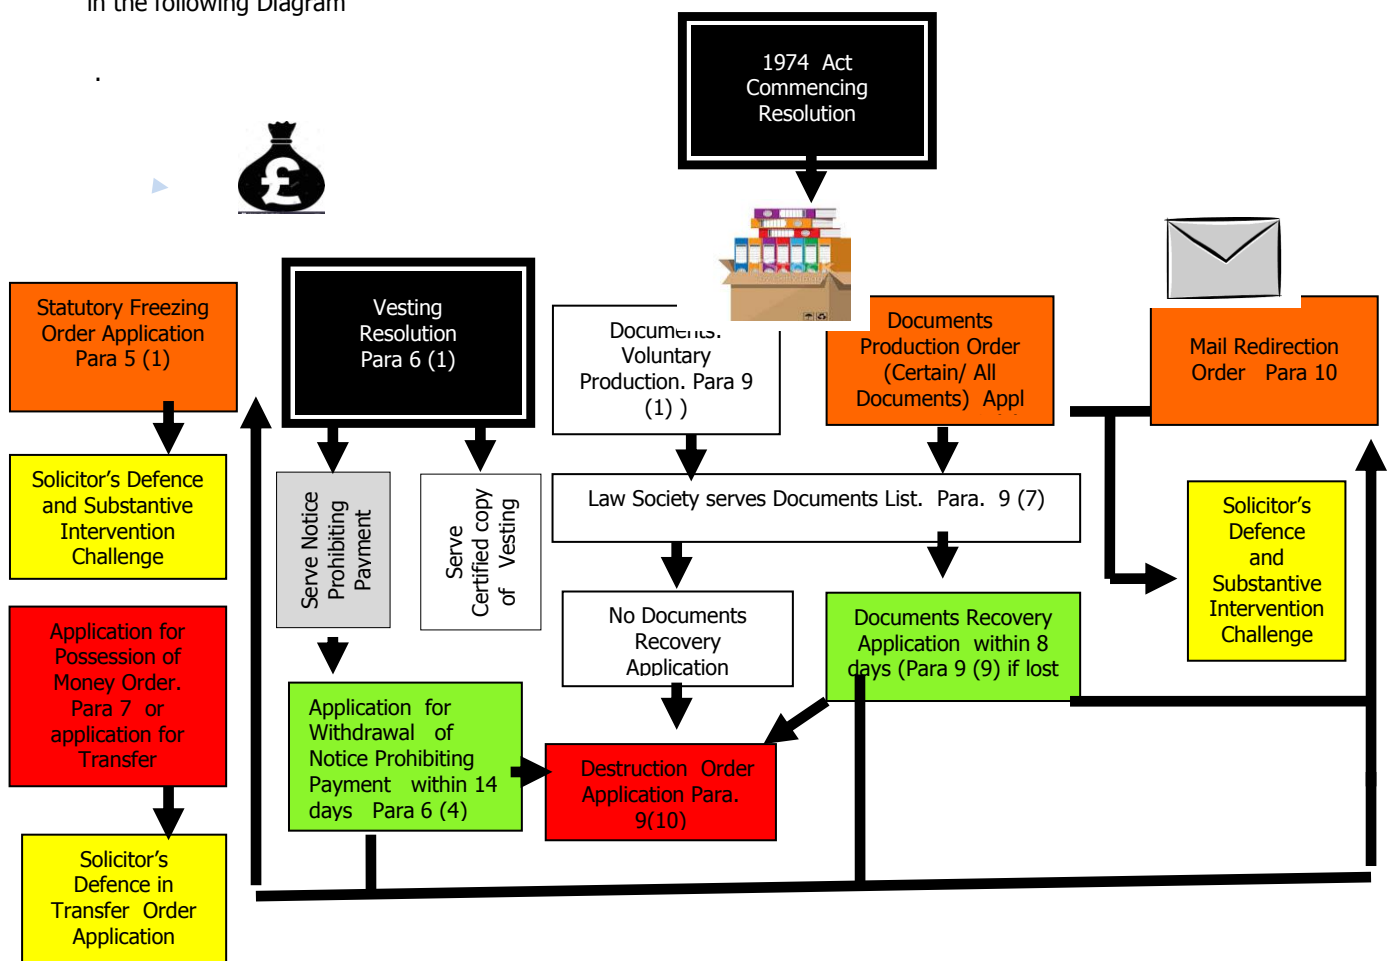 in the following Diagram
.
1974 Act
Commencing
Resolution
£
Statutory Freezing
Order Application
Para 5 (1)
Vesting
Resolution
Para 6 (1)
Documents.
Voluntary
Production. Para 9
(1) )
Documents
Production Order
(Certain/ All
Documents) Appl
Mail Redirection
Order Para 10
Solicitor’s Defence
and Substantive
Intervention
Challenge
Serve Notice
Prohibiting
Payment
Serve
Certified copy
of Vesting
Law Society serves Documents List. Para. 9 (7)
Solicitor’s
Defence
and
Substantive
Intervention
Challenge
Application for
Possession of
Money Order.
Para 7 or
application for
Transfer
No Documents
Recovery
Application
Documents Recovery
Application within 8
days (Para 9 (9) if lost
Application for
Withdrawal of
Notice Prohibiting
Payment within 14
days Para 6 (4)
Destruction Order
Application Para.
9(10)
Solicitor’s
Defence in
Transfer Order
Application